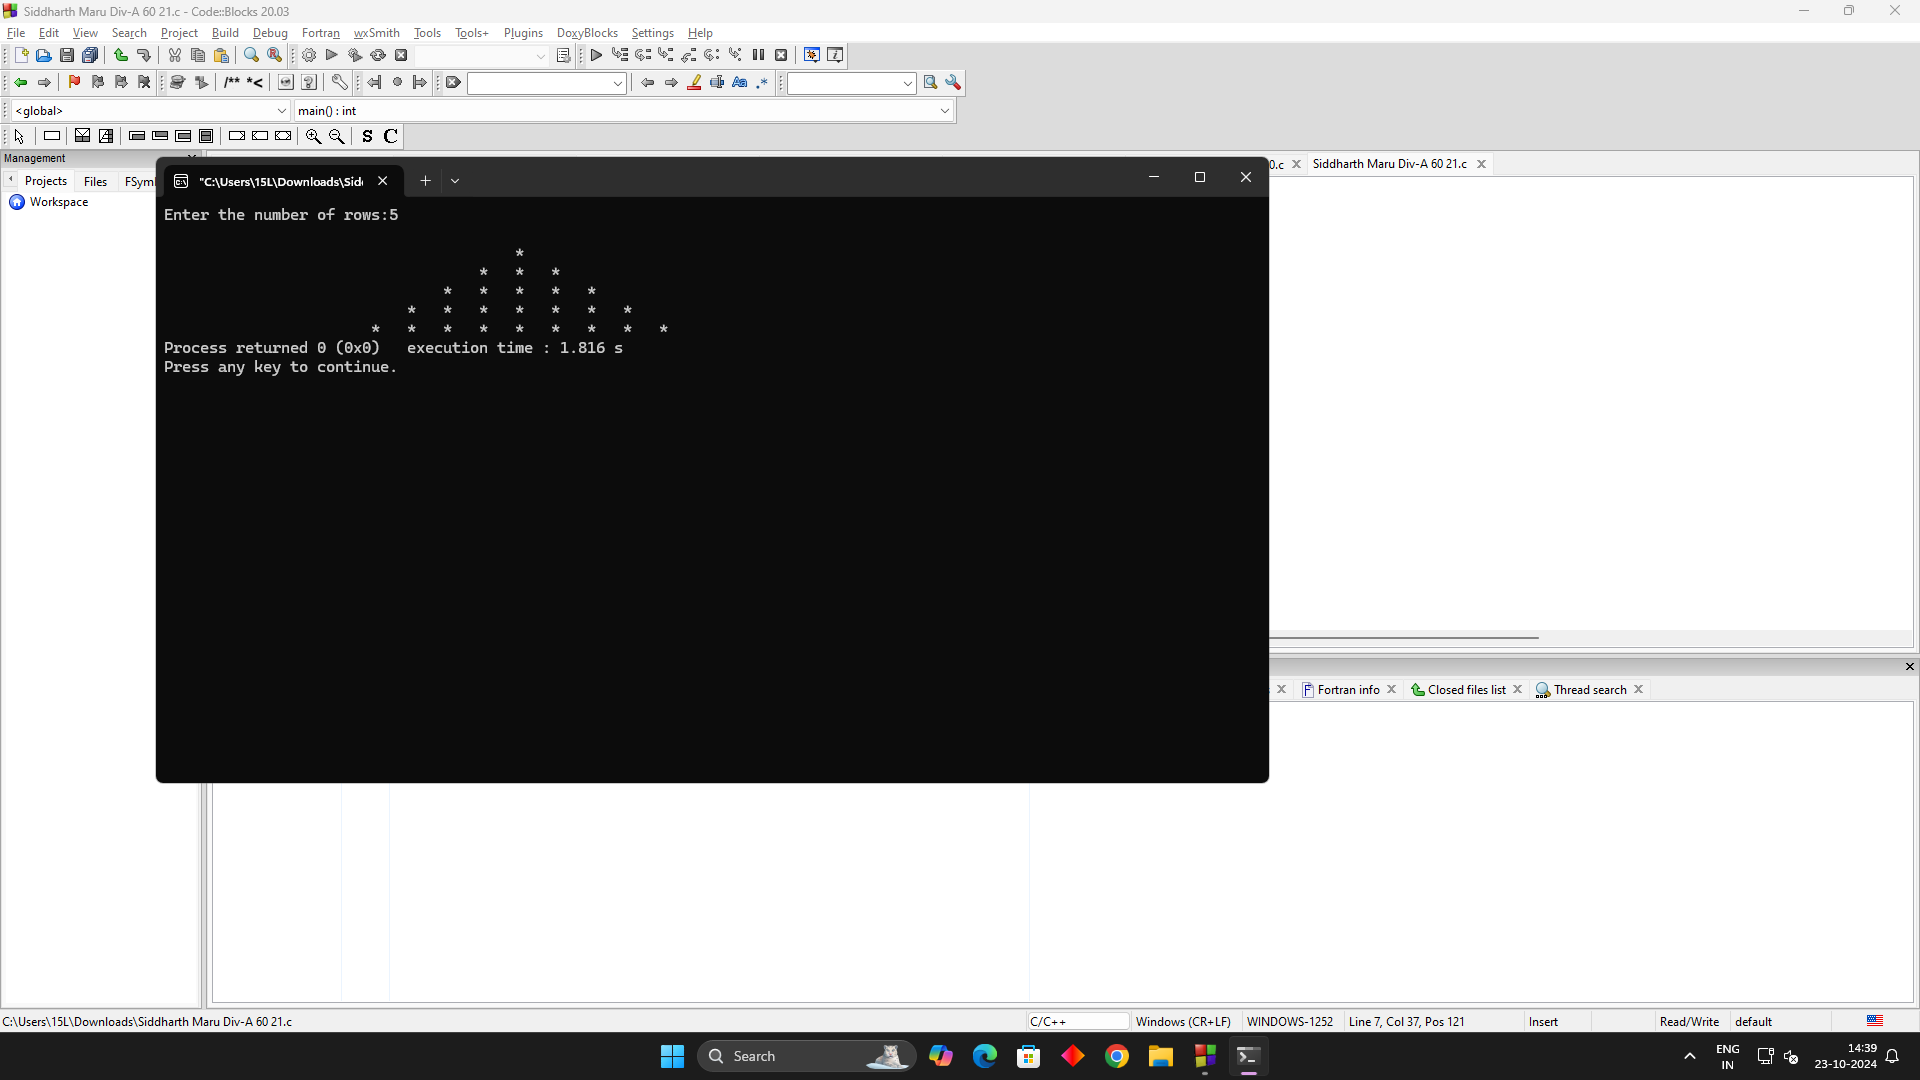 Siddharth Maru Div-A 60 21.c - Code::Blocks 20.03
File Edit View Search Project Build Debug Fortran wxSmith Tools Tools+ Plugins DoxyBlocks Settings Help
/** *<
Aa .*
<global> main() : int
S C
Management
0.c Siddharth Maru Div-A 60 21.c
Projects Files FSymb
Workspace
"C:\Users\15L\Downloads\Sid
Enter the number of rows:5
*
* * *
* * * * *
* * * * * * *
* * * * * * * * *
Process returned 0 (0x0) execution time : 1.816 s
Press any key to continue.
Fortran info Closed files list Thread search
C:\Users\15L\Downloads\Siddharth Maru Div-A 60 21.c C/C++ Windows (CR+LF) WINDOWS-1252 Line 7, Col 37, Pos 121 Insert Read/Write default
Search
ENG
IN
14:39
23-10-2024